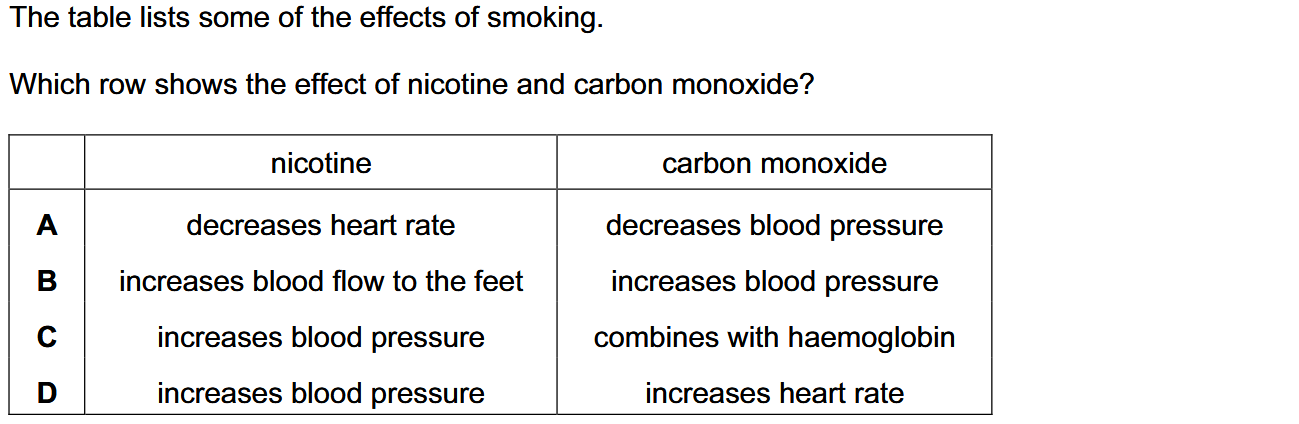 The table lists some of the effects of smoking.
Which row shows the effect of nicotine and carbon monoxide?
nicotine carbon monoxide
A decreases heart rate decreases blood pressure
B increases blood flow to the feet increases blood pressure
C increases blood pressure combines with haemoglobin
D increases blood pressure increases heart rate